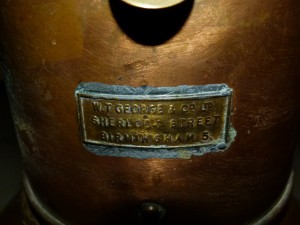 W.T. GEORGE & CO LTD
SHERLOCK STREET
BIRMINGHAM 5